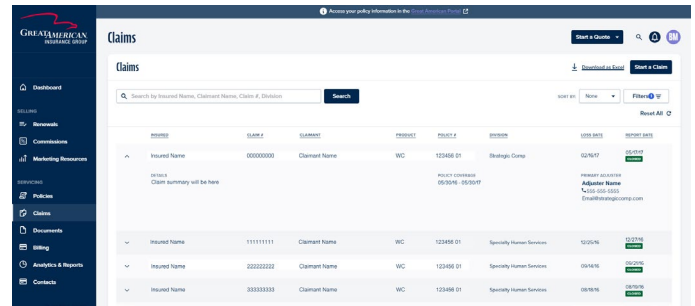 Access your policy information in the Great American Portal
GREATAMERICAN
INSURANCE GROUP
Claims
Start a Quote
BM
Claims
Download as Excel
Start a Claim
Dashboard
Search by Insured Name, Claimant Name, Claim #, Division
Search
SORT BY:
None
Filters
Reset All
SELLING
Renewals
Commissions
Marketing Resources
SERVICING
Policies
Claims
Documents
Billing
Analytics & Reports
Contacts
INSURED CLAIM # CLAIMANT PRODUCT POLICY # DIVISION LOSS DATE REPORT DATE
Insured Name 000000000 Claimant Name WC 123456 01 Strategic Comp 02/16/17 05/17/17
CLOSED
DETAILS POLICY COVERAGE PRIMARY ADJUSTER
Claim summary will be here 05/30/16 - 05/30/17 Adjuster Name
555-555-5555
Email@strategiccomp.com
Insured Name 111111111 Claimant Name WC 123456 01 Specialty Human Services 12/25/16 12/27/16
CLOSED
Insured Name 222222222 Claimant Name WC 123456 01 Specialty Human Services 09/14/16 09/21/16
CLOSED
Insured Name 333333333 Claimant Name WC 123456 01 Specialty Human Services 08/18/16 08/19/16
CLOSED